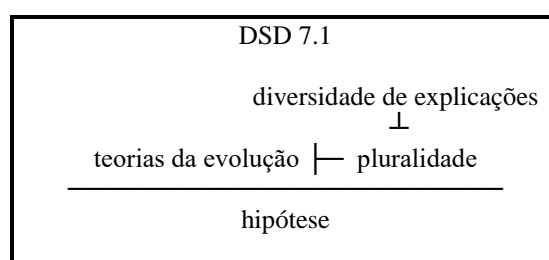 DSD 7.1
diversidade de explicações
┴
teorias da evolução ├─ pluralidade
hipótese